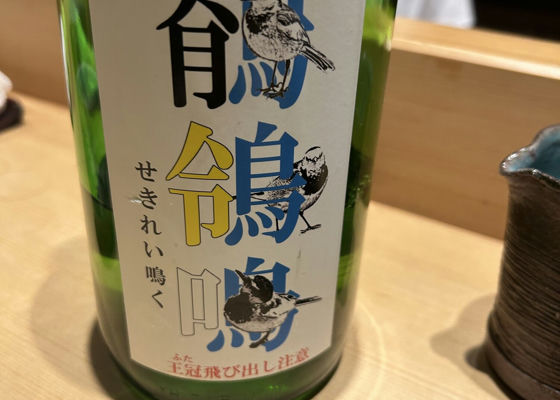 鶺鴒鳴
せきれい鳴く
ふた
王冠飛び出し注意